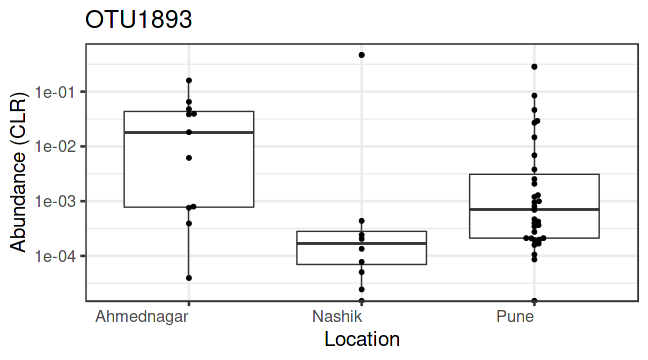 OTU1893
Abundance (CLR)
1e-01
1e-02
1e-03
1e-04
Ahmednagar
Nashik
Pune
Location